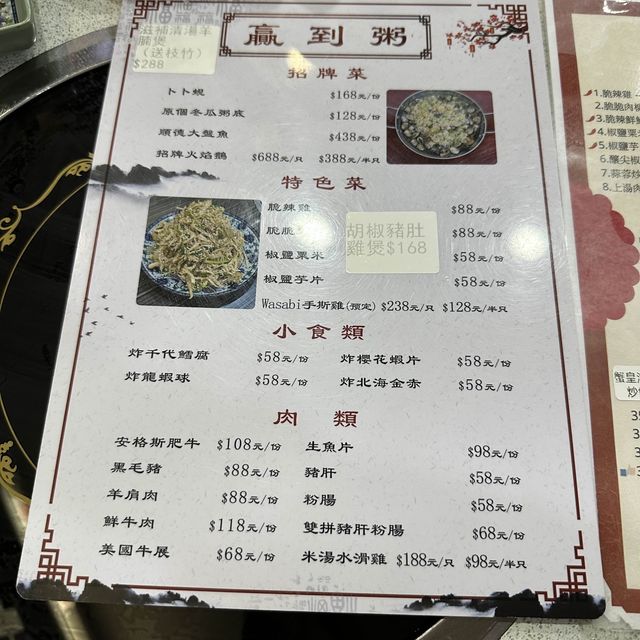 滋補清湯羊
腩煲
(送枝竹)
$288
贏到粥
招牌菜
卜卜蜆 $168元/份
原個冬瓜粥底 $128元/份
順德大盤魚 $438元/份
招牌火焰鵝 $688元/只 $388元/半只
特色菜
脆辣雞 $88元/份
脆脆 $88元/份
胡椒豬肚
雞煲$168
椒鹽粟米 $58元/份
椒鹽芋片 $58元/份
Wasabi手斯雞(預定) $238元/只 $128元/半只
小食類
炸千代鱈腐 $58元/份 炸櫻花蝦片 $58元/份
炸龍蝦球 $58元/份 炸北海金赤 $58元/份
肉類
安格斯肥牛 $108元/份 生魚片 $98元/份
黑毛豬 $88元/份 豬肝 $58元/份
羊肩肉 $88元/份 粉腸 $58元/份
鮮牛肉 $118元/份 雙拼豬肝粉腸 $68元/份
美國牛展 $68元/份 米湯水滑雞 $188元/只 $98元/半只
1.脆辣雞
2.脆脆肉
3.脆辣鮮
4.椒鹽粟
5.椒鹽芋
6.釀尖椒
7.蒜蓉炒
8.上湯肉
蟹皇
炒